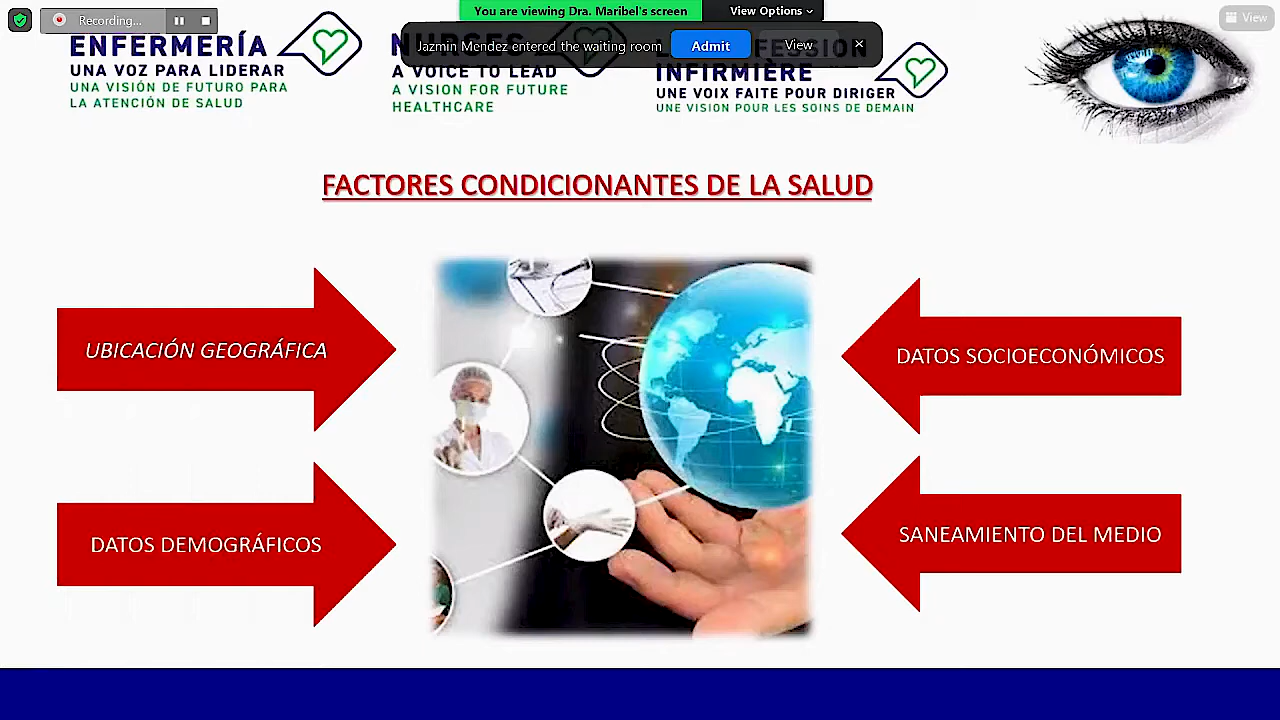 Recording...
You are viewing Dra. Maribel's screen
View Options
View
Jazmin Mendez entered the waiting room
Admit
View
ENFERMERÍA
UNA VOZ PARA LIDERAR
UNA VISIÓN DE FUTURO PARA
LA ATENCIÓN DE SALUD
A VOICE TO LEAD
A VISION FOR FUTURE
HEALTHCARE
INFIRMIÈRE
UNE VOIX FAITE POUR DIRIGER
UNE VISION POUR LES SOINS DE DEMAIN
FACTORES CONDICIONANTES DE LA SALUD
UBICACIÓN GEOGRÁFICA
DATOS SOCIOECONÓMICOS
DATOS DEMOGRÁFICOS
SANEAMIENTO DEL MEDIO